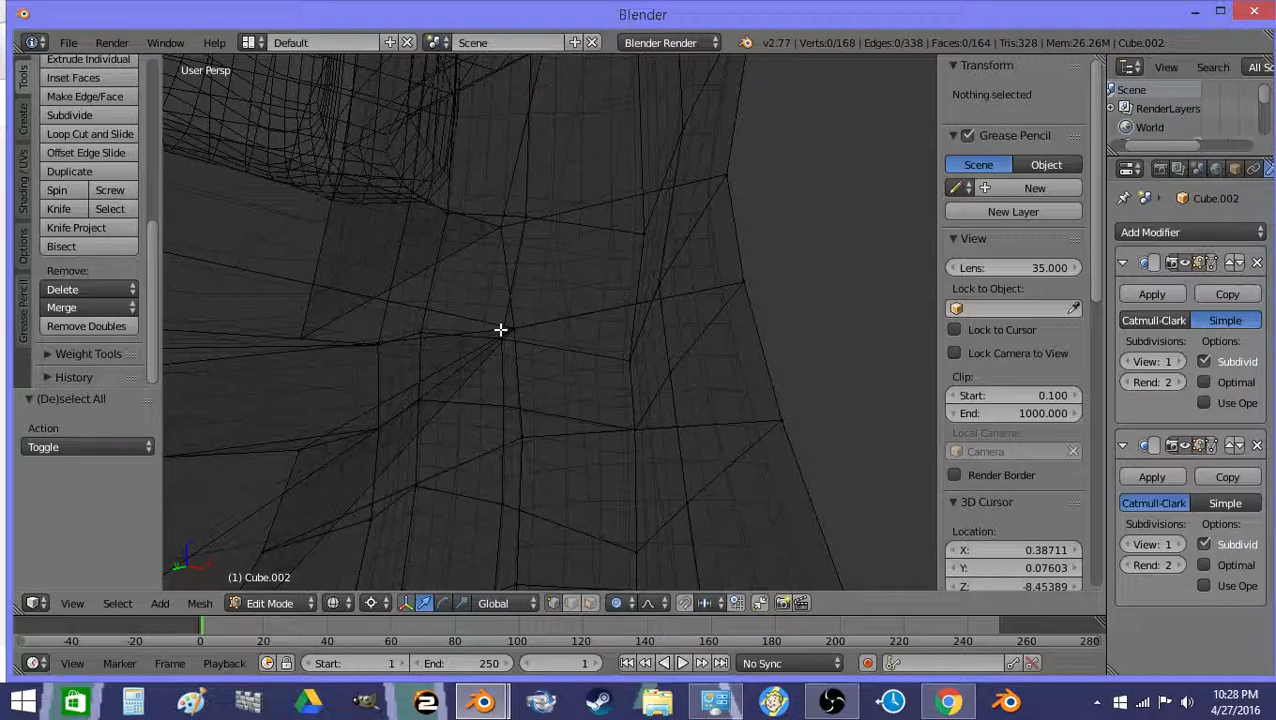 Blender
File Render Window Help Default Scene Blender Render v2.77 | Verts:0/168 | Edges:0/338 | Faces:0/164 | Tris:328 | Mem:26.26M | Cube.002
Tools
Create
Shading / UVs
Options
Grease Pencil
Extrude Individual
Inset Faces
Make Edge/Face
Subdivide
Loop Cut and Slide
Offset Edge Slide
Duplicate
Spin Screw
Knife Select
Knife Project
Bisect
Remove:
Delete
Merge
Remove Doubles
Weight Tools
History
(De)select All
Action
Toggle
User Persp
(1) Cube.002
Transform
Nothing selected
Grease Pencil
Scene Object
New
New Layer
View
Lens: 35.000
Lock to Object:
Lock to Cursor
Lock Camera to View
Clip:
Start: 0.100
End: 1000.000
Local Camera:
Camera
Render Border
3D Cursor
Location:
X: 0.38711
Y: 0.07603
Z: -8.45389
View Search All Sc
Scene
RenderLayers
World
Cube.002
Add Modifier
Apply Copy
Catmull-Clark Simple
Subdivisions: Options:
View: 1 Subdivid
Rend: 2 Optimal
Use Ope
Apply Copy
Catmull-Clark Simple
Subdivisions: Options:
View: 1 Subdivid
Rend: 2 Optimal
Use Ope
View Select Add Mesh Edit Mode Global
-40 -20 0 20 40 60 80 100 120 140 160 180 200 220 240 260 280
View Marker Frame Playback Start: 1 End: 250 1 No Sync
10:28 PM
4/27/2016